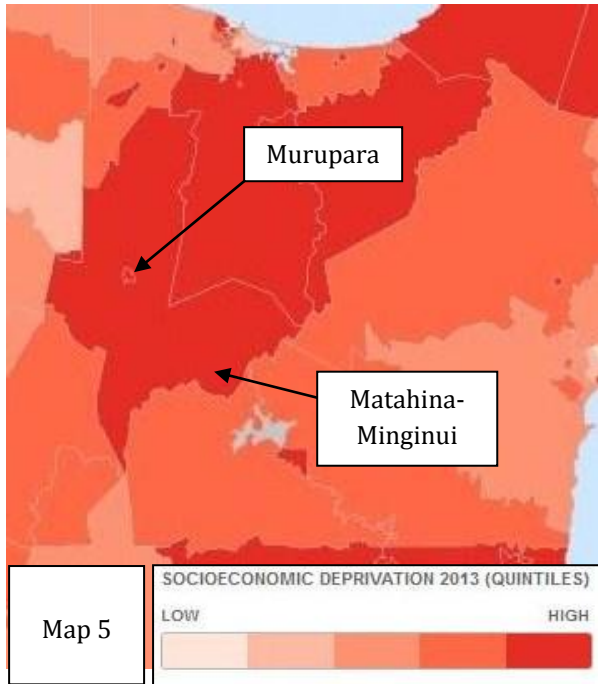 Murupara
Matahina-
Minginui
Map 5
SOCIOECONOMIC DEPRIVATION 2013 (QUINTILES)
LOW HIGH